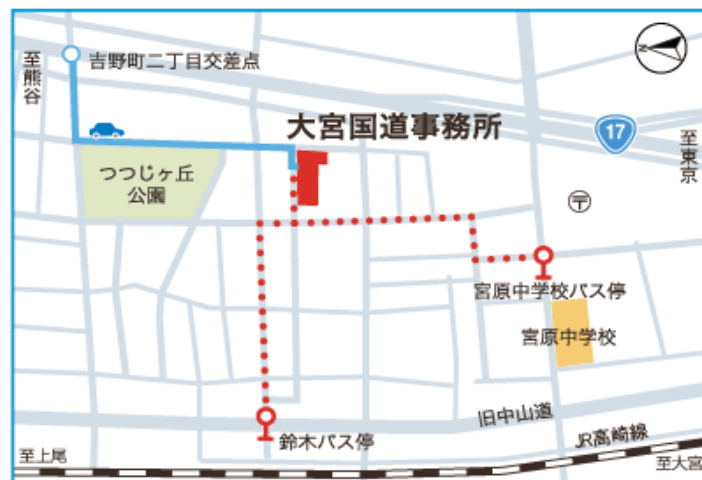 吉野町二丁目交差点
至熊谷
大宮国道事務所
17
至東京
つつじヶ丘
公園
〒
宮原中学校バス停
宮原中学校
旧中山道
鈴木バス停
JR高崎線
至上尾
至大宮